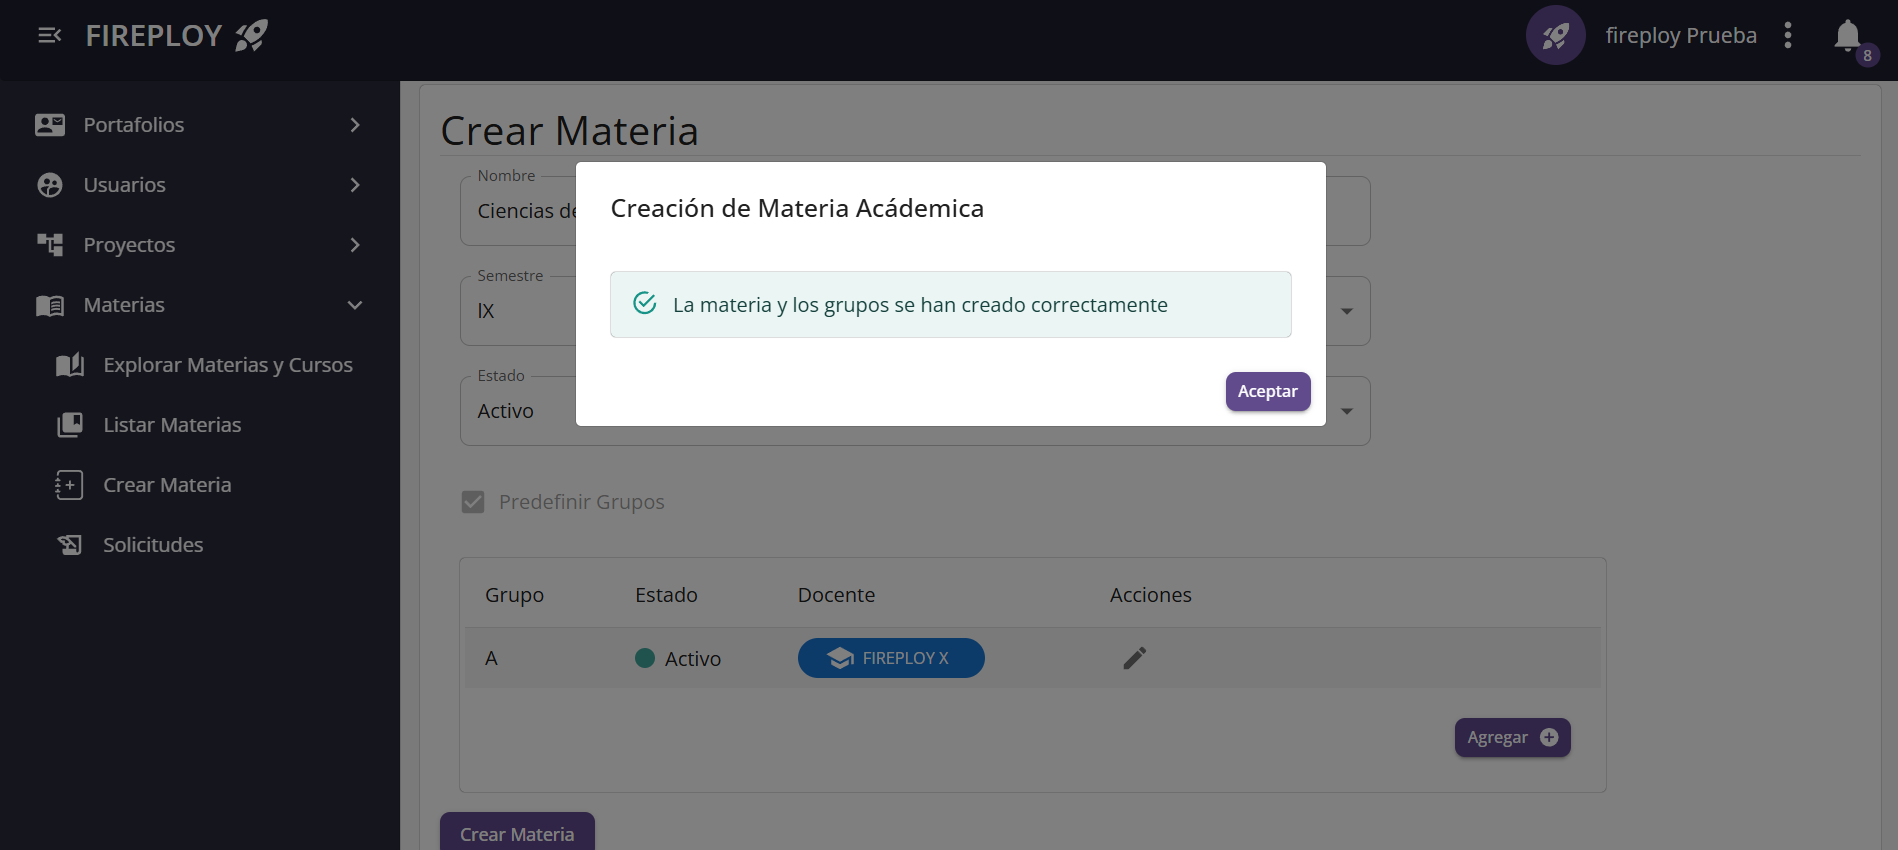 FIREPLOY
fireploy Prueba
8
Portafolios
Usuarios
Proyectos
Materias
Explorar Materias y Cursos
Listar Materias
Crear Materia
Solicitudes
Crear Materia
Nombre
Ciencias de
Semestre
IX
Estado
Activo
Creación de Materia Acádemica
La materia y los grupos se han creado correctamente
Aceptar
Predefinir Grupos
Grupo Estado Docente Acciones
A Activo FIREPLOY X
Agregar
Crear Materia